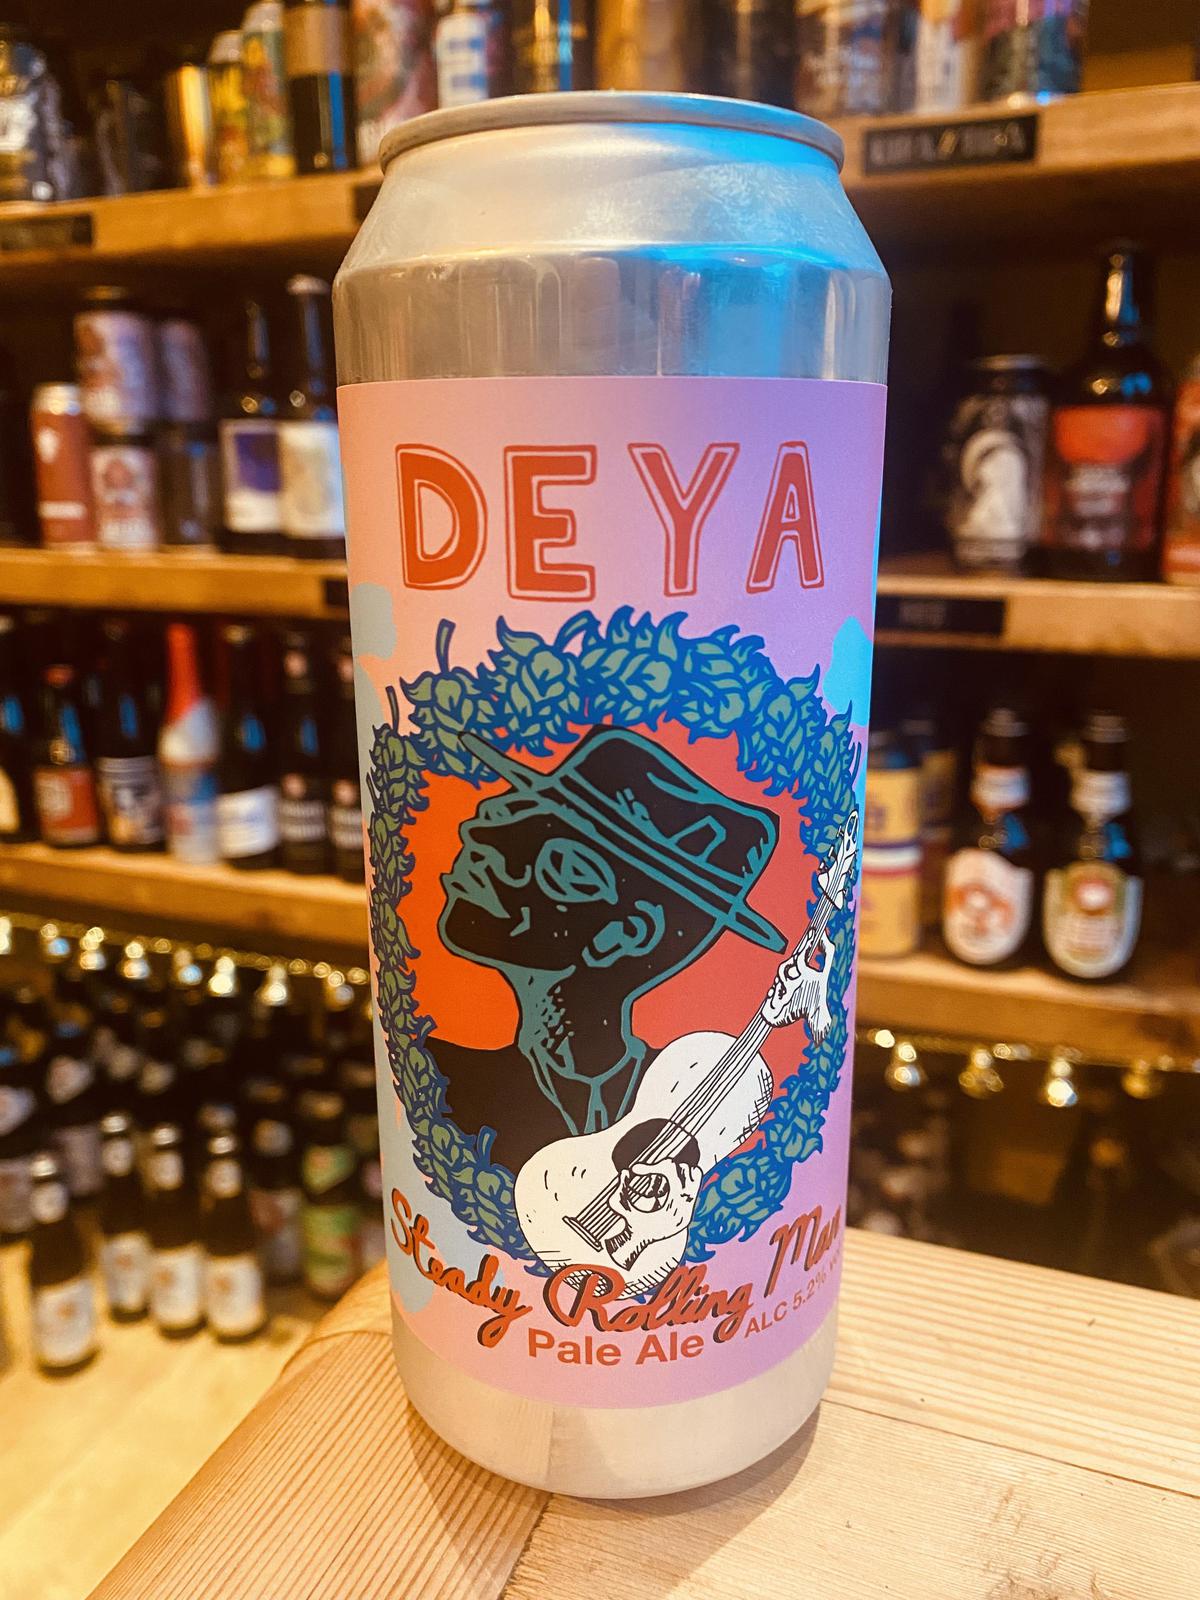 DEYA
Steady Rolling Man
Pale Ale
ALC 5.2%